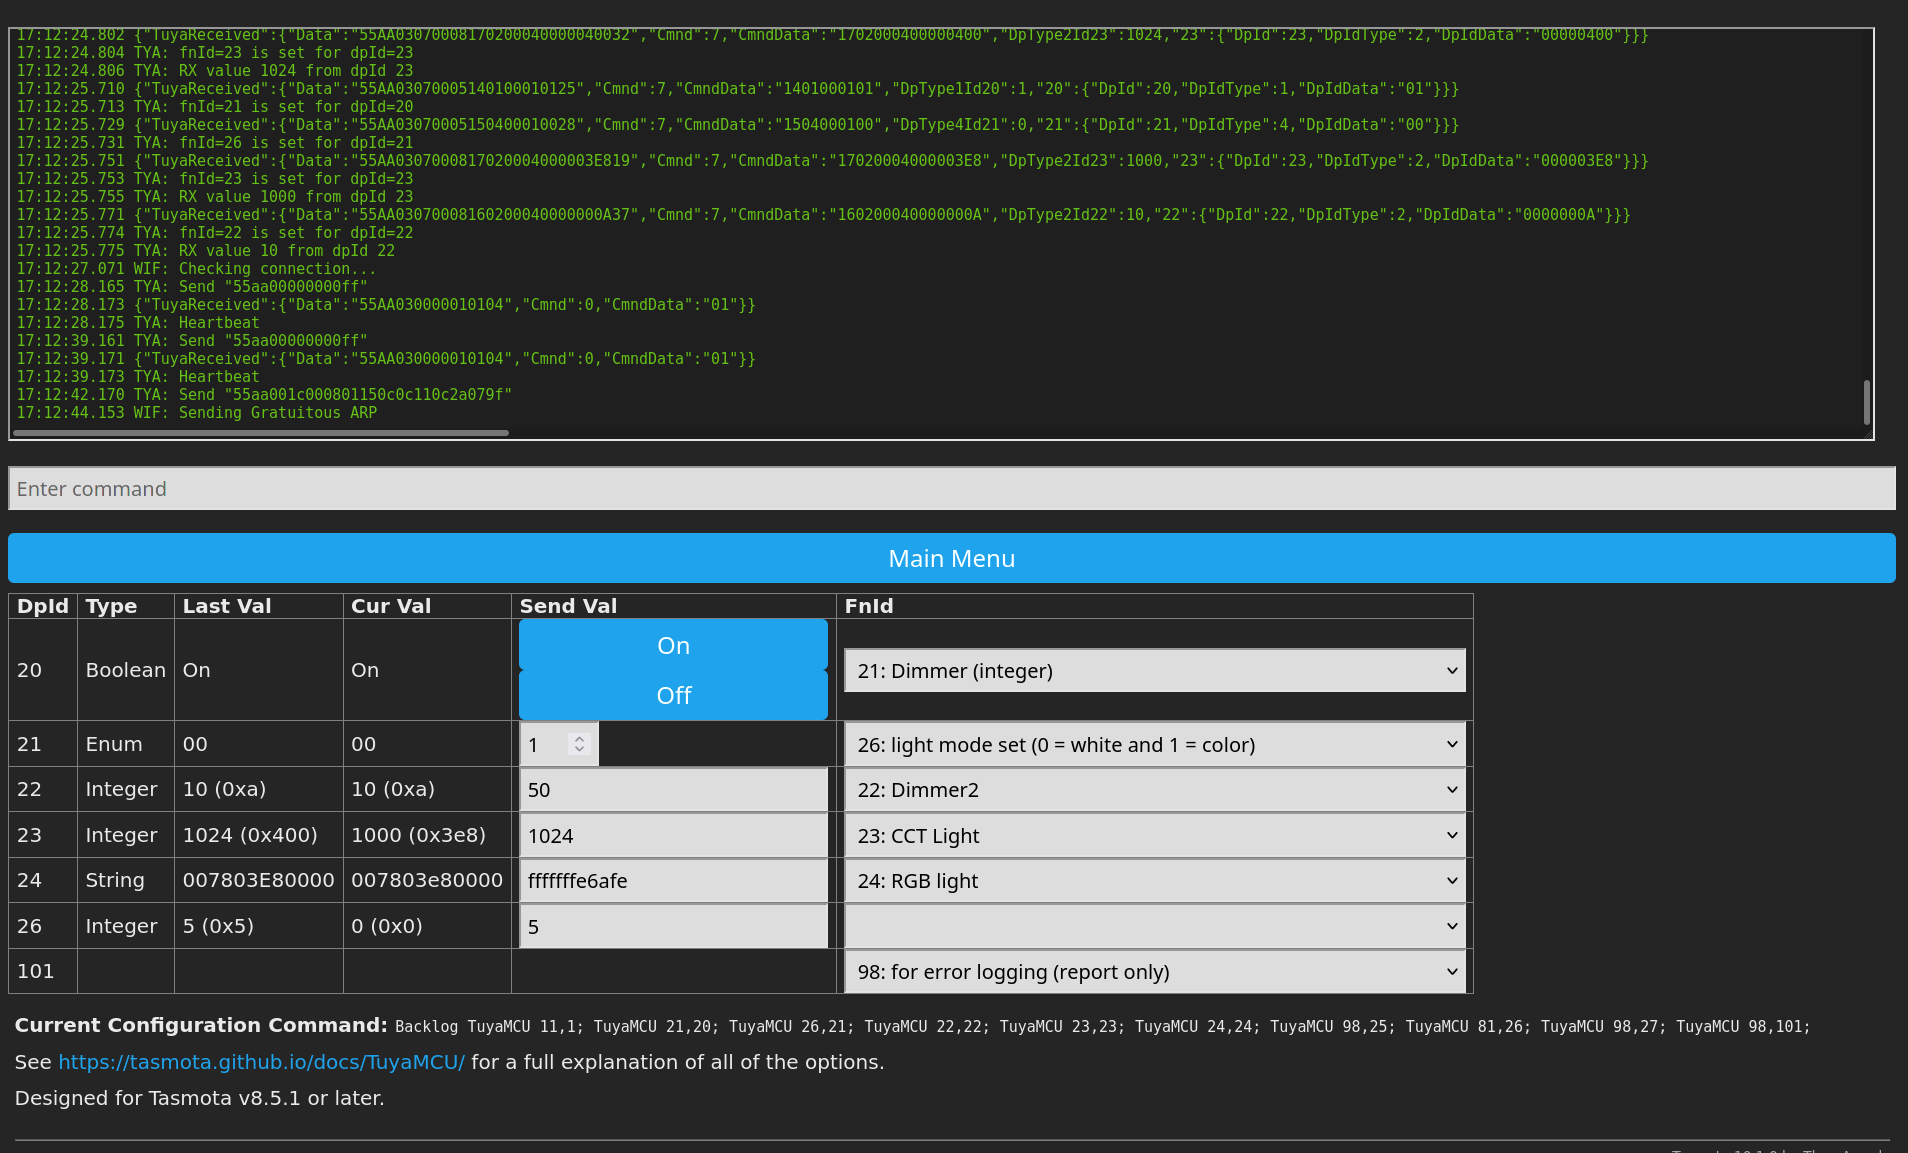 17:12:24.802 {"TuyaReceived":{"Data":"55AA03070008170200040000040032","Cmnd":7,"CmndData":"1702000400000400","DpType2Id23":1024,"23":{"DpId":23,"DpIdType":2,"DpIdData":"00000400"}}}
17:12:24.804 TYA: fnId=23 is set for dpId=23
17:12:24.806 TYA: RX value 1024 from dpId 23
17:12:25.710 {"TuyaReceived":{"Data":"55AA03070005140100010125","Cmnd":7,"CmndData":"1401000101","DpType1Id20":1,"20":{"DpId":20,"DpIdType":1,"DpIdData":"01"}}}
17:12:25.713 TYA: fnId=21 is set for dpId=20
17:12:25.729 {"TuyaReceived":{"Data":"55AA03070005150400010028","Cmnd":7,"CmndData":"1504000100","DpType4Id21":0,"21":{"DpId":21,"DpIdType":4,"DpIdData":"00"}}}
17:12:25.731 TYA: fnId=26 is set for dpId=21
17:12:25.751 {"TuyaReceived":{"Data":"55AA0307000817020004000003E819","Cmnd":7,"CmndData":"17020004000003E8","DpType2Id23":1000,"23":{"DpId":23,"DpIdType":2,"DpIdData":"000003E8"}}}
17:12:25.753 TYA: fnId=23 is set for dpId=23
17:12:25.755 TYA: RX value 1000 from dpId 23
17:12:25.771 {"TuyaReceived":{"Data":"55AA03070008160200040000000A37","Cmnd":7,"CmndData":"160200040000000A","DpType2Id22":10,"22":{"DpId":22,"DpIdType":2,"DpIdData":"0000000A"}}}
17:12:25.774 TYA: fnId=22 is set for dpId=22
17:12:25.775 TYA: RX value 10 from dpId 22
17:12:27.071 WIF: Checking connection...
17:12:28.165 TYA: Send "55aa00000000ff"
17:12:28.173 {"TuyaReceived":{"Data":"55AA030000010104","Cmnd":0,"CmndData":"01"}}
17:12:28.175 TYA: Heartbeat
17:12:39.161 TYA: Send "55aa00000000ff"
17:12:39.171 {"TuyaReceived":{"Data":"55AA030000010104","Cmnd":0,"CmndData":"01"}}
17:12:39.173 TYA: Heartbeat
17:12:42.170 TYA: Send "55aa001c000801150c0c110c2a079f"
17:12:44.153 WIF: Sending Gratuitous ARP
Enter command
Main Menu
DpId Type Last Val Cur Val Send Val FnId
20 Boolean On On On Off 21: Dimmer (integer)
21 Enum 00 00 1 26: light mode set (0 = white and 1 = color)
22 Integer 10 (0xa) 10 (0xa) 50 22: Dimmer2
23 Integer 1024 (0x400) 1000 (0x3e8) 1024 23: CCT Light
24 String 007803E80000 007803e80000 fffffffe6afe 24: RGB light
26 Integer 5 (0x5) 0 (0x0) 5
101 98: for error logging (report only)
Current Configuration Command: Backlog TuyaMCU 11,1; TuyaMCU 21,20; TuyaMCU 26,21; TuyaMCU 22,22; TuyaMCU 23,23; TuyaMCU 24,24; TuyaMCU 98,25; TuyaMCU 81,26; TuyaMCU 98,27; TuyaMCU 98,101;
See https://tasmota.github.io/docs/TuyaMCU/ for a full explanation of all of the options.
Designed for Tasmota v8.5.1 or later.